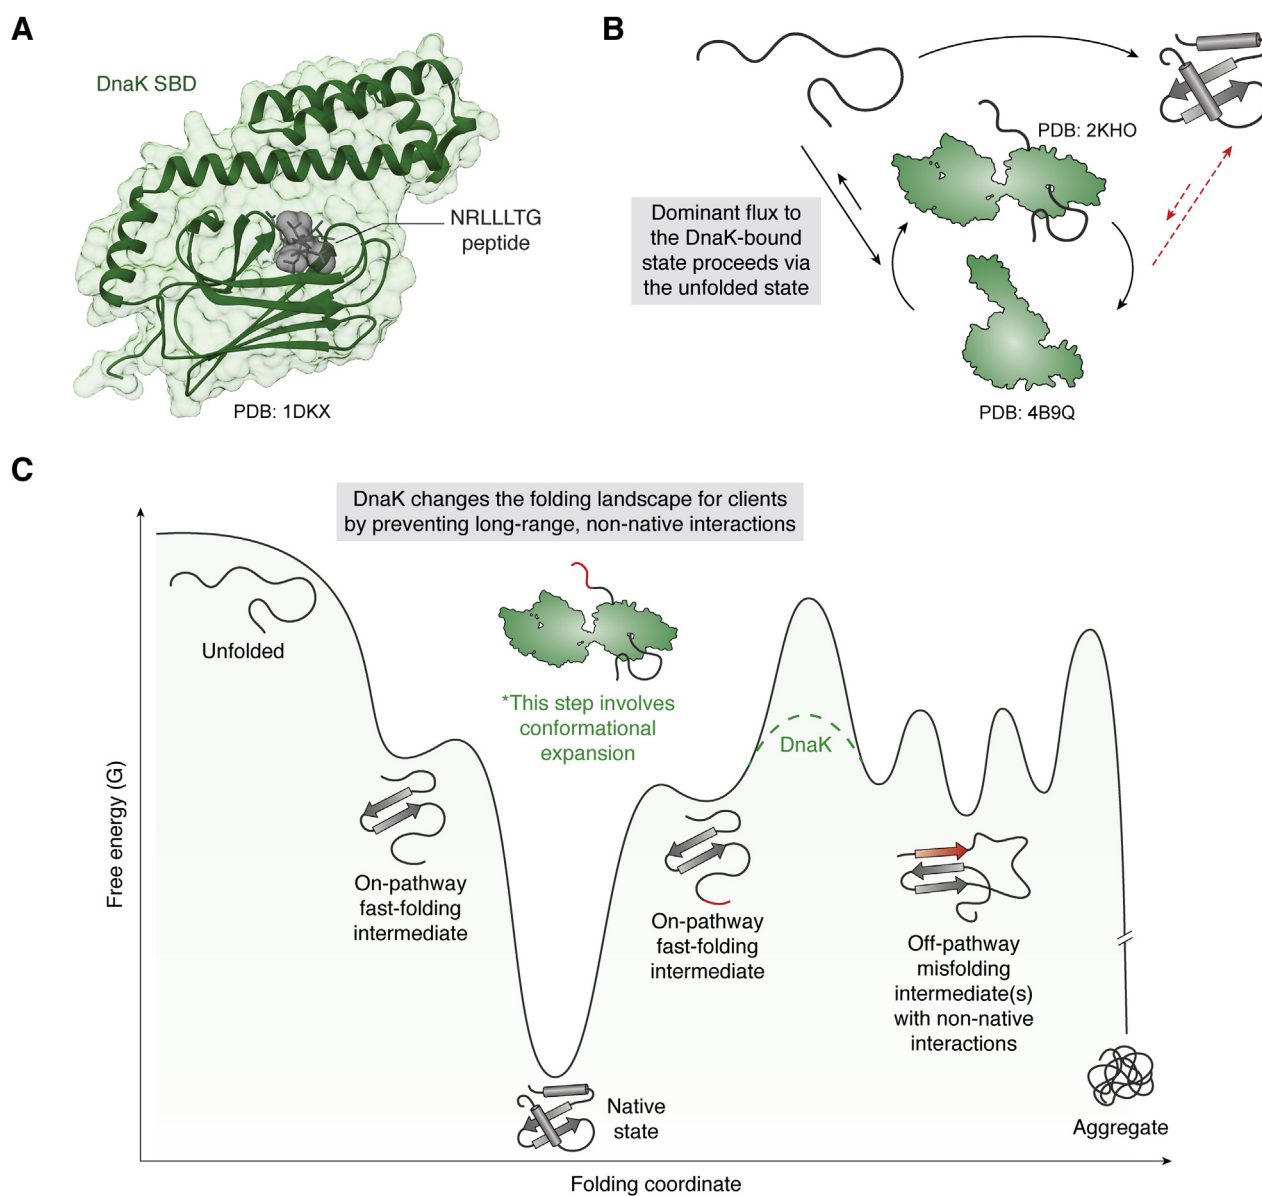 A
DnaK SBD
NRLLLTG
peptide
PDB: 1DKX
B
PDB: 2KHO
Dominant flux to
the DnaK-bound
state proceeds via
the unfolded state
PDB: 4B9Q
C
DnaK changes the folding landscape for clients
by preventing long-range, non-native interactions
Unfolded
*This step involves
conformational
expansion
DnaK
Free energy (G)
On-pathway
fast-folding
intermediate
On-pathway
fast-folding
intermediate
Off-pathway
misfolding
intermediate(s)
with non-native
interactions
Native
state
Aggregate
Folding coordinate